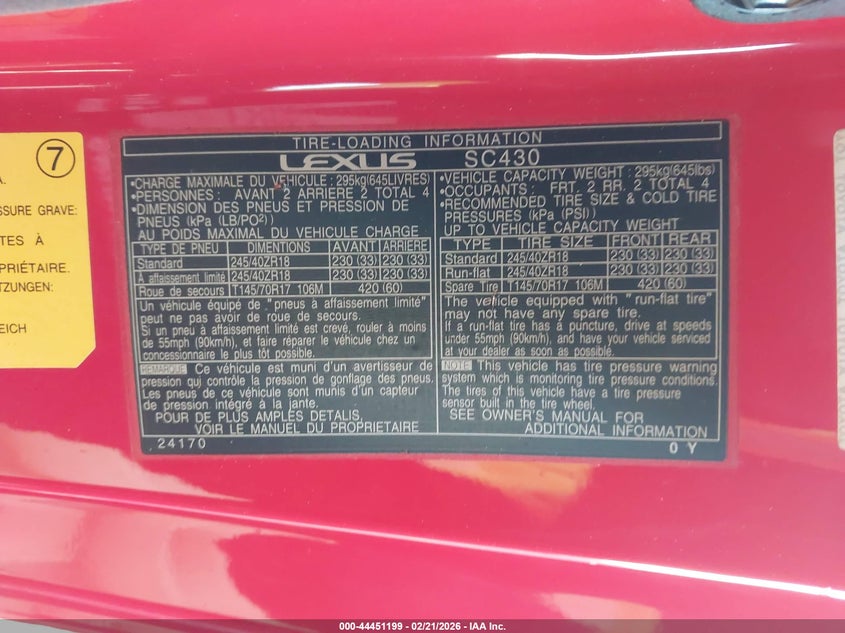 7
A.
SSURE GRAVE:
TES À
PRIÉTAIRE.
TZUNGEN:
EICH
TIRE-LOADING INFORMATION
LEXUS SC430
•CHARGE MAXIMALE DU VEHICULE : 295kg(645LIVRES)
•PERSONNES: AVANT 2 ARRIERE 2 TOTAL 4
•DIMENSION DES PNEUS ET PRESSION DE
PNEUS (kPa (LB/PO²))
AU POIDS MAXIMAL DU VEHICULE CHARGE
TYPE DE PNEU DIMENTIONS AVANT ARRIERE
Standard 245/40ZR18 230 (33) 230 (33)
A affaissement limité 245/40ZR18 230 (33) 230 (33)
Roue de secours T145/70R17 106M 420 (60)
Un véhicule équipé de "pneus à affaissement limité"
peut ne pas avoir de roue de secours.
Si un pneu à affaissement limité est crevé, rouler à moins
de 55mph (90km/h), et faire réparer le véhicule chez un
concessionnaire le plus tôt possible.
REMARQUE Ce véhicule est muni d'un avertisseur de
pression qui contrôle la pression de gonflage des pneus.
Les pneus de ce véhicule sont munis d'un capteur
de pression intégré à la jante.
POUR DE PLUS AMPLES DETAILS,
VOIR LE MANUEL DU PROPRIETAIRE
24170
•VEHICLE CAPACITY WEIGHT : 295kg(645lbs)
•OCCUPANTS: FRT. 2 RR. 2 TOTAL 4
•RECOMMENDED TIRE SIZE & COLD TIRE
PRESSURES (kPa (PSI))
UP TO VEHICLE CAPACITY WEIGHT
TYPE TIRE SIZE FRONT REAR
Standard 245/40ZR18 230 (33) 230 (33)
Run-flat 245/40ZR18 230 (33) 230 (33)
Spare Tire T145/70R17 106M 420 (60)
The vehicle equipped with "run-flat tire"
may not have any spare tire.
If a run-flat tire has a puncture, drive at speeds
under 55mph (90km/h), and have your vehicle serviced
at your dealer as soon as possible.
NOTE This vehicle has tire pressure warning
system which is monitoring tire pressure conditions.
The tires of this vehicle have a tire pressure
sensor built in the tire wheel.
SEE OWNER'S MANUAL FOR
ADDITIONAL INFORMATION
0 Y
000-44451199 - 02/21/2026 - IAA Inc.